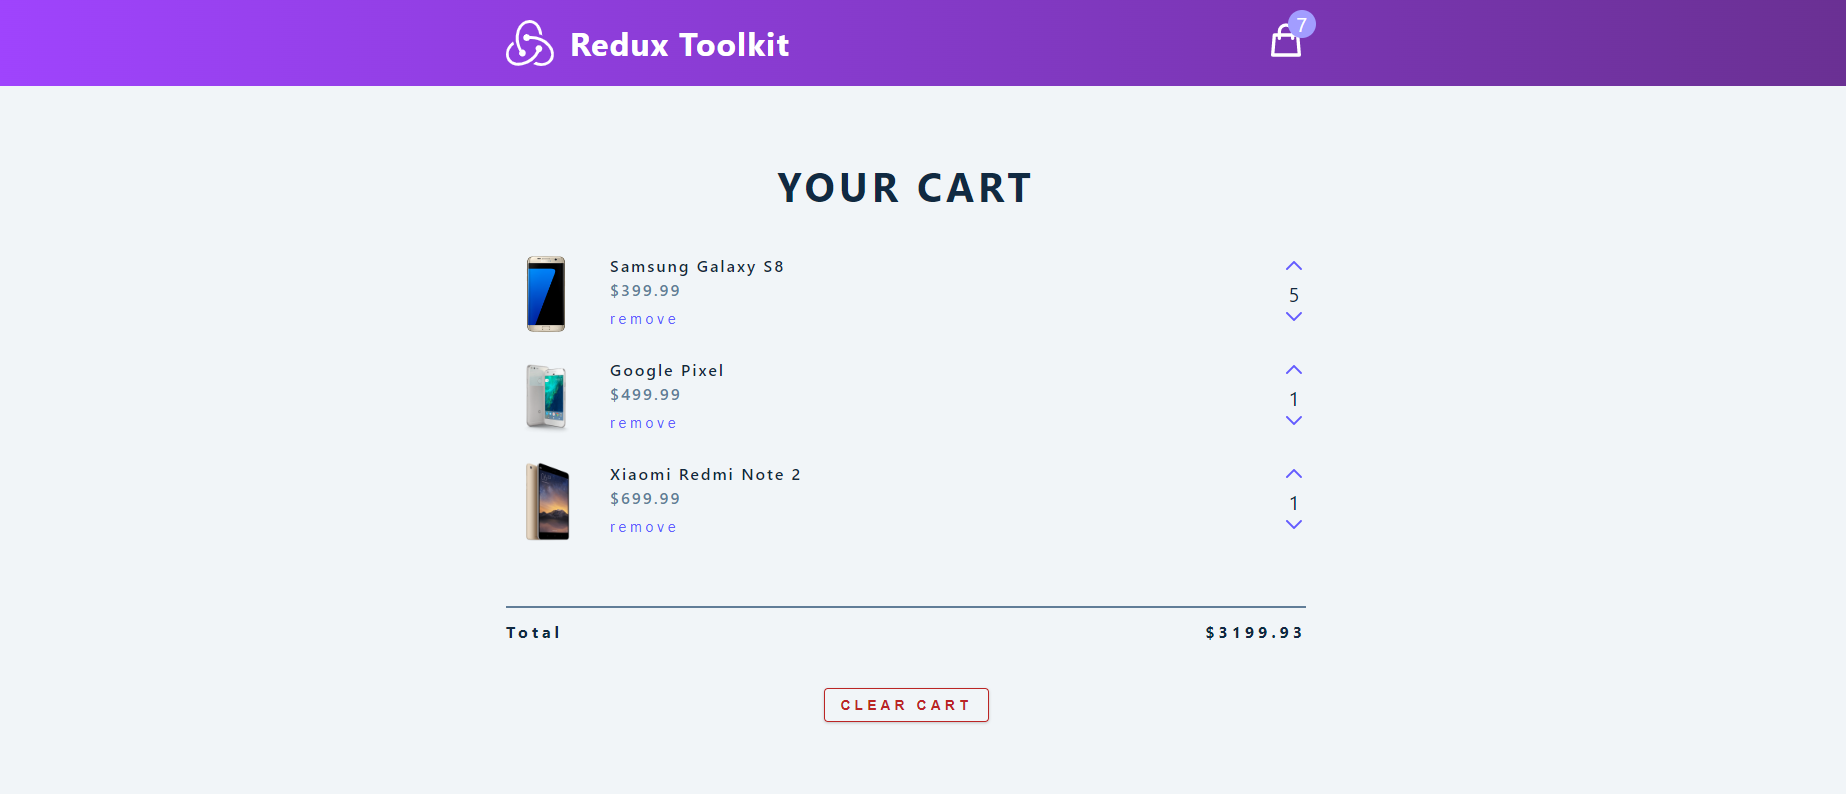 Redux Toolkit
7
YOUR CART
Samsung Galaxy S8
$399.99
remove
5
Google Pixel
$499.99
remove
1
Xiaomi Redmi Note 2
$699.99
remove
1
Total
$3199.93
CLEAR CART